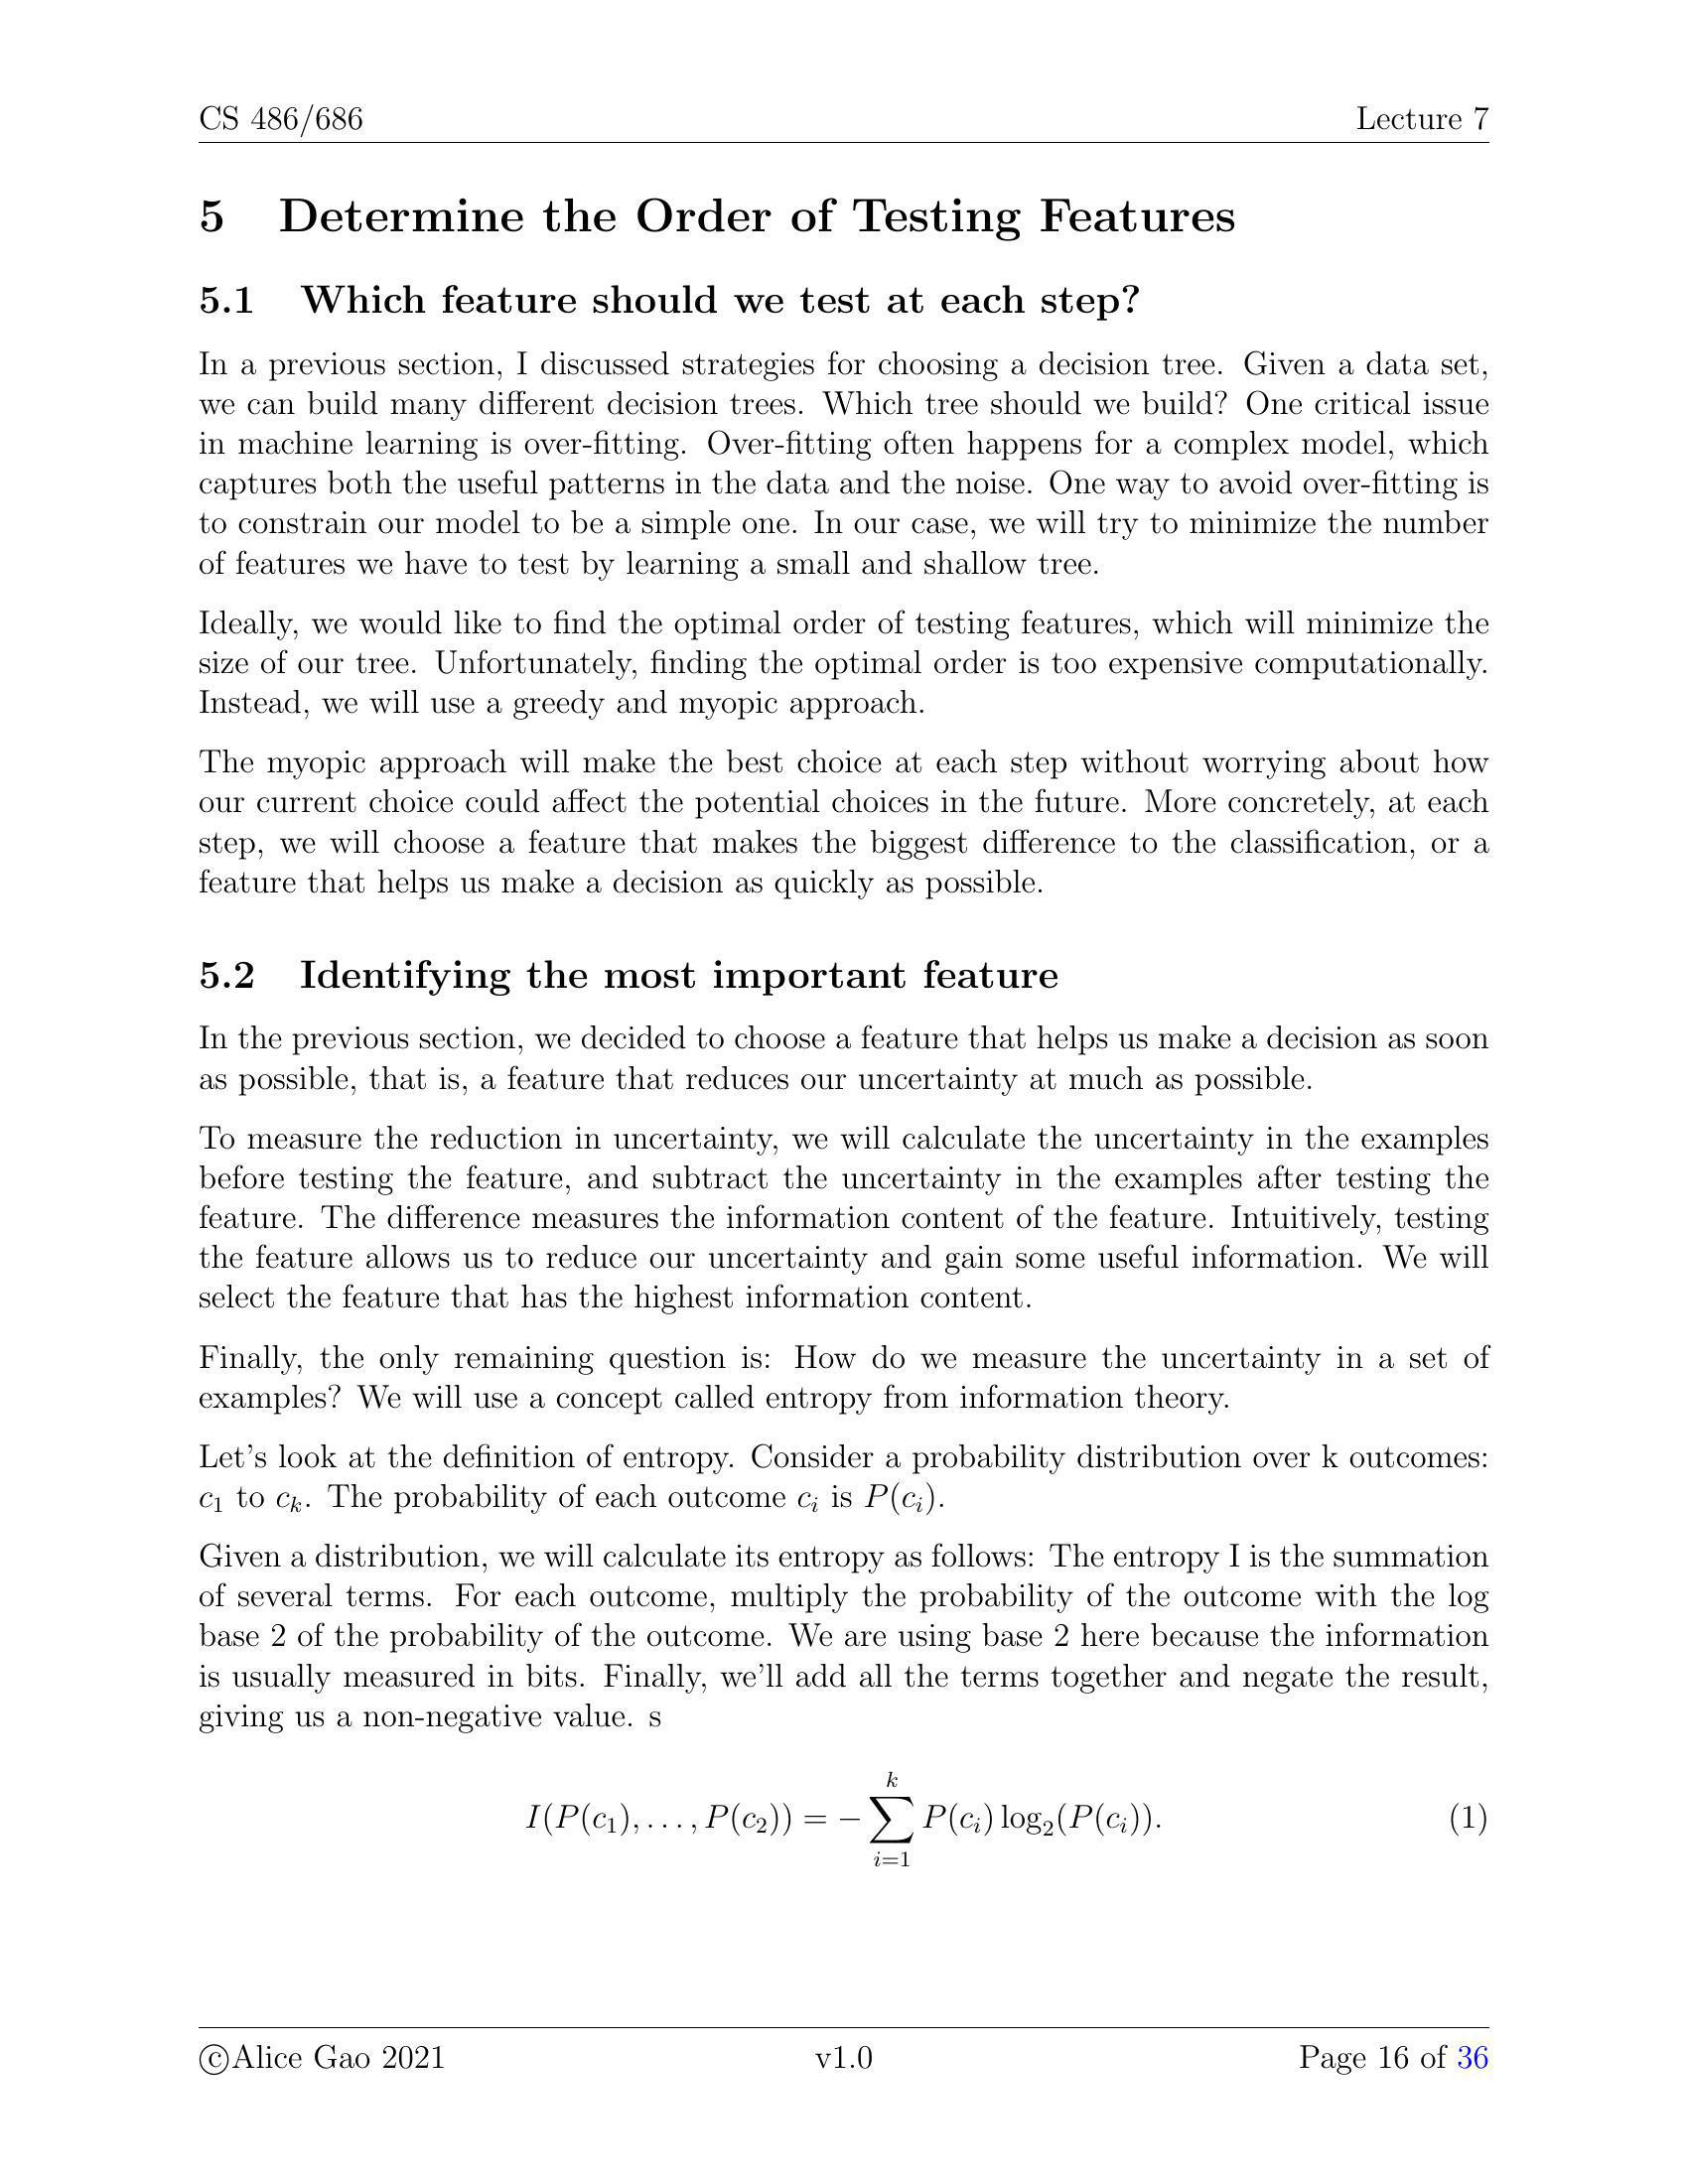 CS 486/686 Lecture 7
5 Determine the Order of Testing Features
5.1 Which feature should we test at each step?
In a previous section, I discussed strategies for choosing a decision tree. Given a data set,
we can build many different decision trees. Which tree should we build? One critical issue
in machine learning is over-fitting. Over-fitting often happens for a complex model, which
captures both the useful patterns in the data and the noise. One way to avoid over-fitting is
to constrain our model to be a simple one. In our case, we will try to minimize the number
of features we have to test by learning a small and shallow tree.
Ideally, we would like to find the optimal order of testing features, which will minimize the
size of our tree. Unfortunately, finding the optimal order is too expensive computationally.
Instead, we will use a greedy and myopic approach.
The myopic approach will make the best choice at each step without worrying about how
our current choice could affect the potential choices in the future. More concretely, at each
step, we will choose a feature that makes the biggest difference to the classification, or a
feature that helps us make a decision as quickly as possible.
5.2 Identifying the most important feature
In the previous section, we decided to choose a feature that helps us make a decision as soon
as possible, that is, a feature that reduces our uncertainty at much as possible.
To measure the reduction in uncertainty, we will calculate the uncertainty in the examples
before testing the feature, and subtract the uncertainty in the examples after testing the
feature. The difference measures the information content of the feature. Intuitively, testing
the feature allows us to reduce our uncertainty and gain some useful information. We will
select the feature that has the highest information content.
Finally, the only remaining question is: How do we measure the uncertainty in a set of
examples? We will use a concept called entropy from information theory.
Let's look at the definition of entropy. Consider a probability distribution over k outcomes:
c₁ to cₖ. The probability of each outcome cᵢ is P(cᵢ).
Given a distribution, we will calculate its entropy as follows: The entropy I is the summation
of several terms. For each outcome, multiply the probability of the outcome with the log
base 2 of the probability of the outcome. We are using base 2 here because the information
is usually measured in bits. Finally, we'll add all the terms together and negate the result,
giving us a non-negative value. s
I(P(c₁), . . . , P(c₂)) = − ∑_{i=1}^{k} P(cᵢ) log₂(P(cᵢ)). (1)
©Alice Gao 2021 v1.0 Page 16 of 36